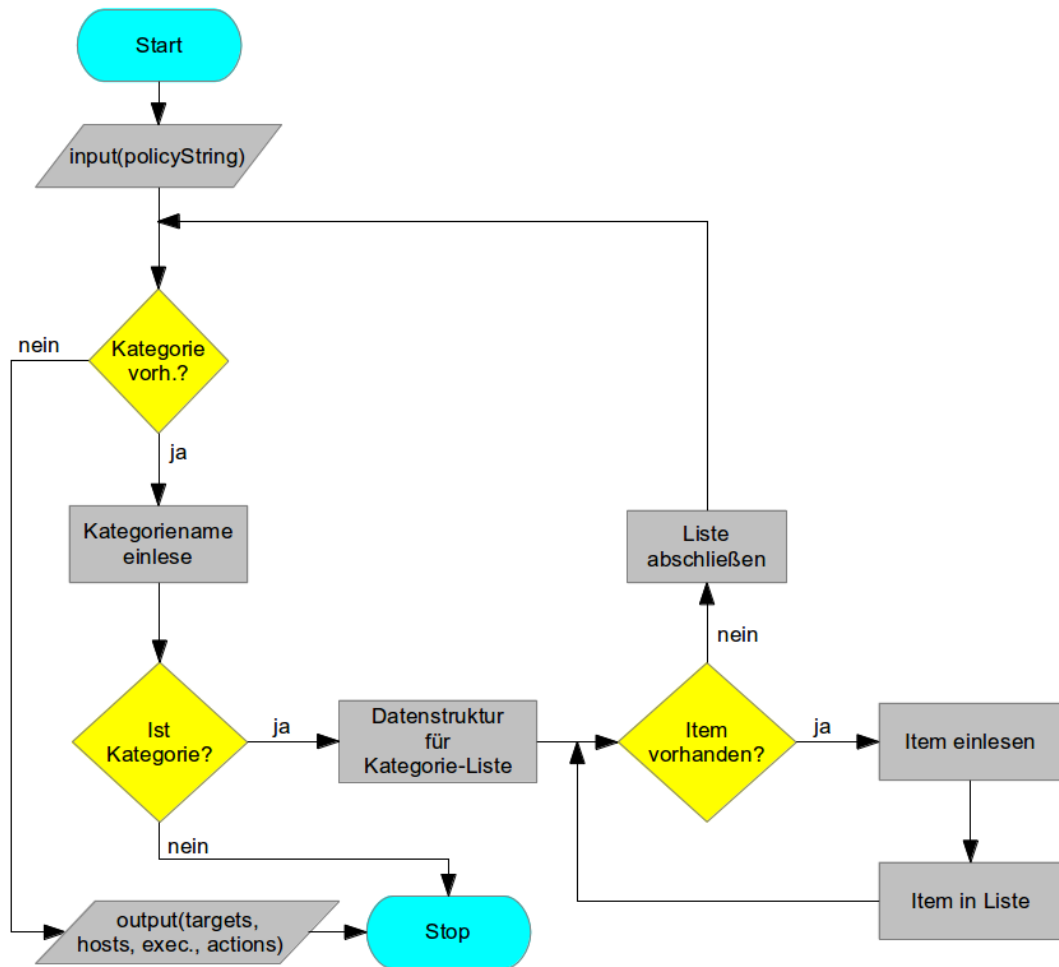 Start
input(policyString)
nein
Kategorie
vorh.?
ja
Kategoriename
einlese
Liste
abschließen
nein
Ist
Kategorie?
ja
Datenstruktur
für
Kategorie-Liste
Item
vorhanden?
ja
Item einlesen
nein
Item in Liste
output(targets,
hosts, exec., actions)
Stop